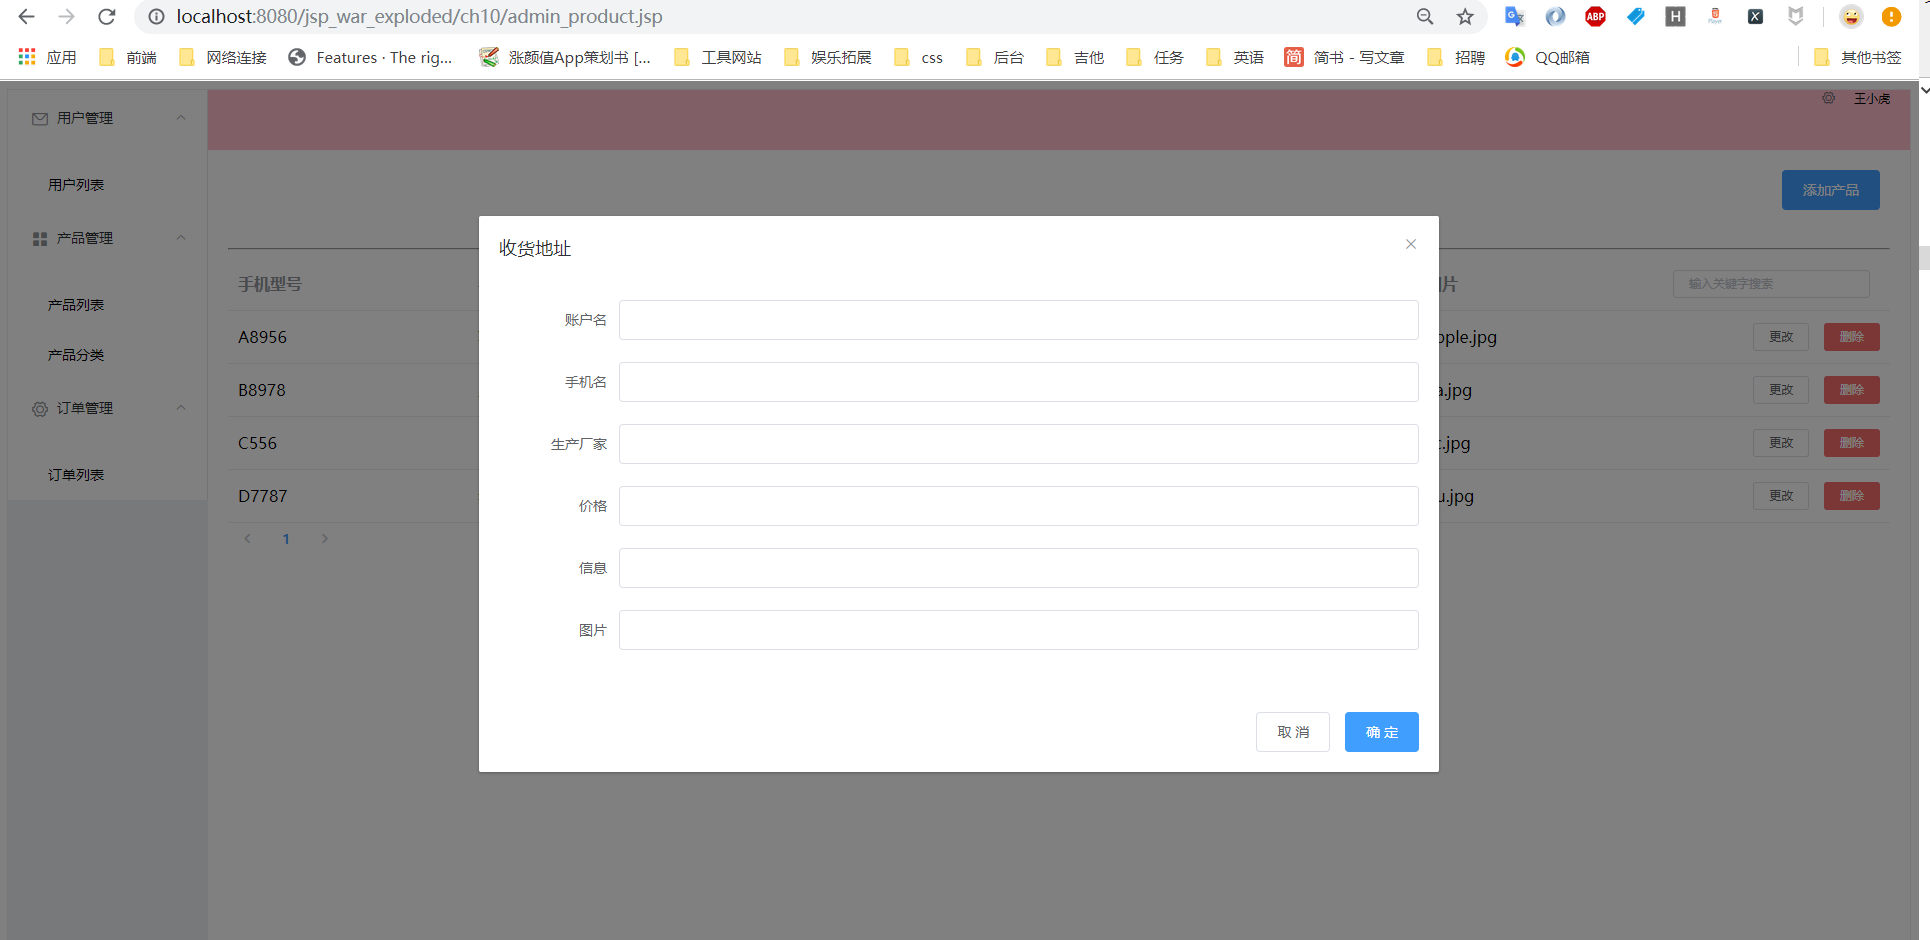 localhost:8080/jsp_war_exploded/ch10/admin_product.jsp
应用 前端 网络连接 Features · The rig... 涨颜值App策划书 [... 工具网站 娱乐拓展 css 后台 吉他 任务 英语 简 简书 - 写文章 招聘 QQ邮箱 其他书签
用户管理
王小虎
用户列表
添加产品
产品管理
收货地址
手机型号
片
输入关键字搜索
产品列表
账户名
A8956
ple.jpg
更改 删除
产品分类
手机名
B8978
a.jpg
更改 删除
订单管理
生产厂家
C556
.jpg
更改 删除
订单列表
价格
D7787
u.jpg
更改 删除
1
信息
图片
取 消 确 定